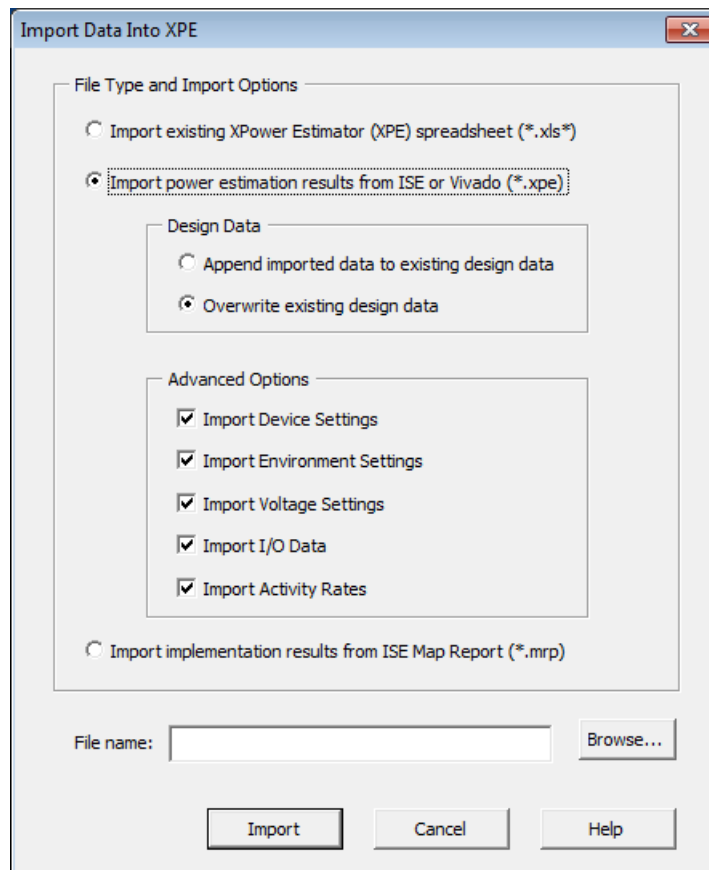 Import Data Into XPE
File Type and Import Options
Import existing XPower Estimator (XPE) spreadsheet (*.xls*)
Import power estimation results from ISE or Vivado (*.xpe)
Design Data
Append imported data to existing design data
Overwrite existing design data
Advanced Options
Import Device Settings
Import Environment Settings
Import Voltage Settings
Import I/O Data
Import Activity Rates
Import implementation results from ISE Map Report (*.mrp)
File name:
Browse...
Import
Cancel
Help